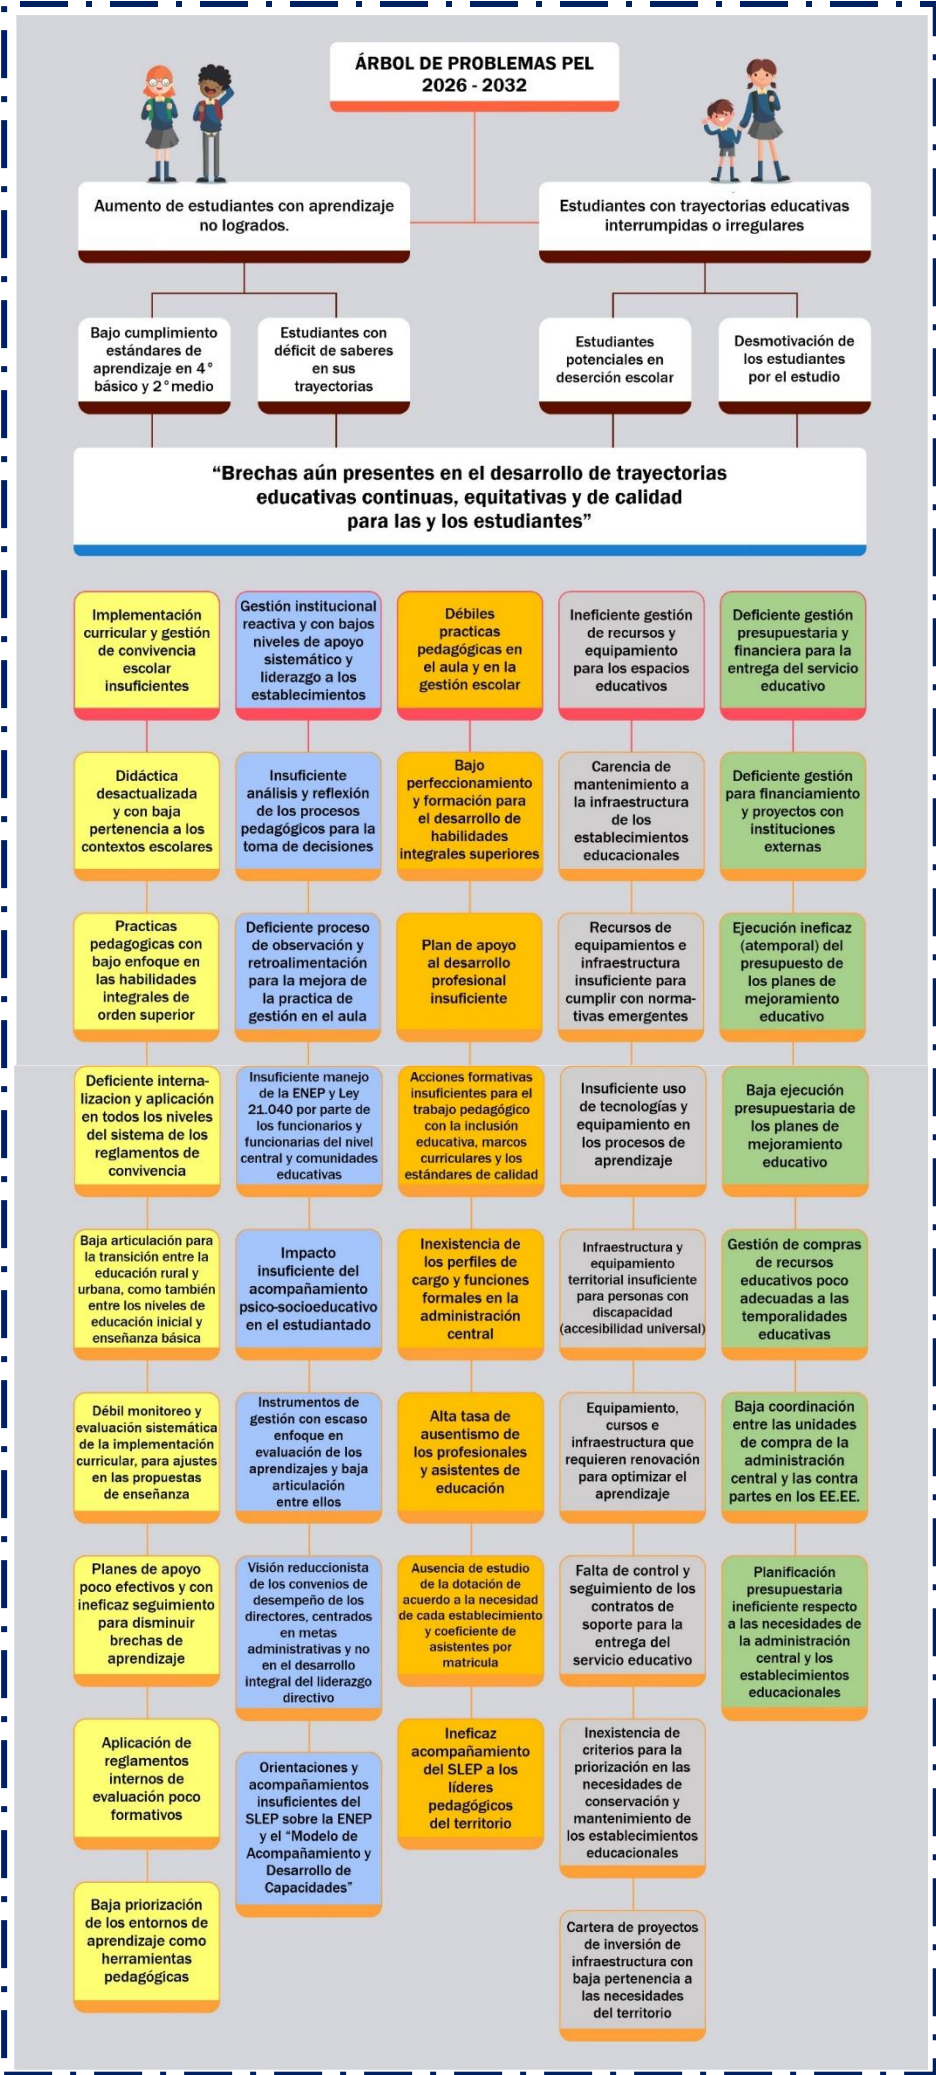 ÁRBOL DE PROBLEMAS PEL
2026 - 2032
Aumento de estudiantes con aprendizaje
no logrados.
Estudiantes con trayectorias educativas
interrumpidas o irregulares
Bajo cumplimiento
estándares de
aprendizaje en 4°
básico y 2°medio
Estudiantes con
déficit de saberes
en sus
trayectorias
Estudiantes
potenciales en
deserción escolar
Desmotivación de
los estudiantes
por el estudio
“Brechas aún presentes en el desarrollo de trayectorias
educativas continuas, equitativas y de calidad
para las y los estudiantes”
Implementación
curricular y gestión
de convivencia
escolar
insuficientes
Gestión institucional
reactiva y con bajos
niveles de apoyo
sistemático y
liderazgo a los
establecimientos
Débiles
practicas
pedagógicas en
el aula y en la
gestión escolar
Ineficiente gestión
de recursos y
equipamiento
para los espacios
educativos
Deficiente gestión
presupuestaria y
financiera para la
entrega del servicio
educativo
Didáctica
desactualizada
y con baja
pertenencia a los
contextos escolares
Insuficiente
análisis y reflexión
de los procesos
pedagógicos para la
toma de decisiones
Bajo
perfeccionamiento
y formación para
el desarrollo de
habilidades
integrales superiores
Carencia de
mantenimiento a
la infraestructura
de los
establecimientos
educacionales
Deficiente gestión
para financiamiento
y proyectos con
instituciones
externas
Practicas
pedagogicas con
bajo enfoque en
las habilidades
integrales de
orden superior
Deficiente proceso
de observación y
retroalimentación
para la mejora de
la practica de
gestión en el aula
Plan de apoyo
al desarrollo
profesional
insuficiente
Recursos de
equipamientos e
infraestructura
insuficiente para
cumplir con norma-
tivas emergentes
Ejecución ineficaz
(atemporal) del
presupuesto de
los planes de
mejoramiento
educativo
Deficiente interna-
lizacion y aplicación
en todos los niveles
del sistema de los
reglamentos de
convivencia
Insuficiente manejo
de la ENEP y Ley
21.040 por parte de
los funcionarios y
funcionarias del nivel
central y comunidades
educativas
Acciones formativas
insuficientes para el
trabajo pedagógico
con la inclusión
educativa, marcos
curriculares y los
estándares de calidad
Insuficiente uso
de tecnologías y
equipamiento en
los procesos de
aprendizaje
Baja ejecución
presupuestaria de
los planes de
mejoramiento
educativo
Baja articulación para
la transición entre la
educación rural y
urbana, como también
entre los niveles de
educación inicial y
enseñanza básica
Impacto
insuficiente del
acompañamiento
psico-socioeducativo
en el estudiantado
Inexistencia de
los perfiles de
cargo y funciones
formales en la
administración
central
Infraestructura y
equipamiento
territorial insuficiente
para personas con
discapacidad
(accesibilidad universal)
Gestión de compras
de recursos
educativos poco
adecuadas a las
temporalidades
educativas
Débil monitoreo y
evaluación sistemática
de la implementación
curricular, para ajustes
en las propuestas
de enseñanza
Instrumentos de
gestión con escaso
enfoque en
evaluación de los
aprendizajes y baja
articulación
entre ellos
Alta tasa de
ausentismo de
los profesionales
y asistentes de
educación
Equipamiento,
cursos e
infraestructura que
requieren renovación
para optimizar el
aprendizaje
Baja coordinación
entre las unidades
de compra de la
administración
central y las contra
partes en los EE.EE.
Planes de apoyo
poco efectivos y con
ineficaz seguimiento
para disminuir
brechas de
aprendizaje
Visión reduccionista
de los convenios de
desempeño de los
directores, centrados
en metas
administrativas y no
en el desarrollo
integral del liderazgo
directivo
Ausencia de estudio
de la dotación de
acuerdo a la necesidad
de cada establecimiento
y coeficiente de
asistentes por
matricula
Falta de control y
seguimiento de los
contratos de
soporte para la
entrega del
servicio educativo
Planificación
presupuestaria
ineficiente respecto
a las necesidades de
la administración
central y los
establecimientos
educacionales
Aplicación de
reglamentos
internos de
evaluación poco
formativos
Orientaciones y
acompañamientos
insuficientes del
SLEP sobre la ENEP
y el “Modelo de
Acompañamiento y
Desarrollo de
Capacidades”
Ineficaz
acompañamiento
del SLEP a los
líderes
pedagógicos
del territorio
Inexistencia de
criterios para la
priorización en las
necesidades de
conservación y
mantenimiento de
los establecimientos
educacionales
Baja priorización
de los entornos de
aprendizaje como
herramientas
pedagógicas
Cartera de proyectos
de inversión de
infraestructura con
baja pertenencia a
las necesidades
del territorio